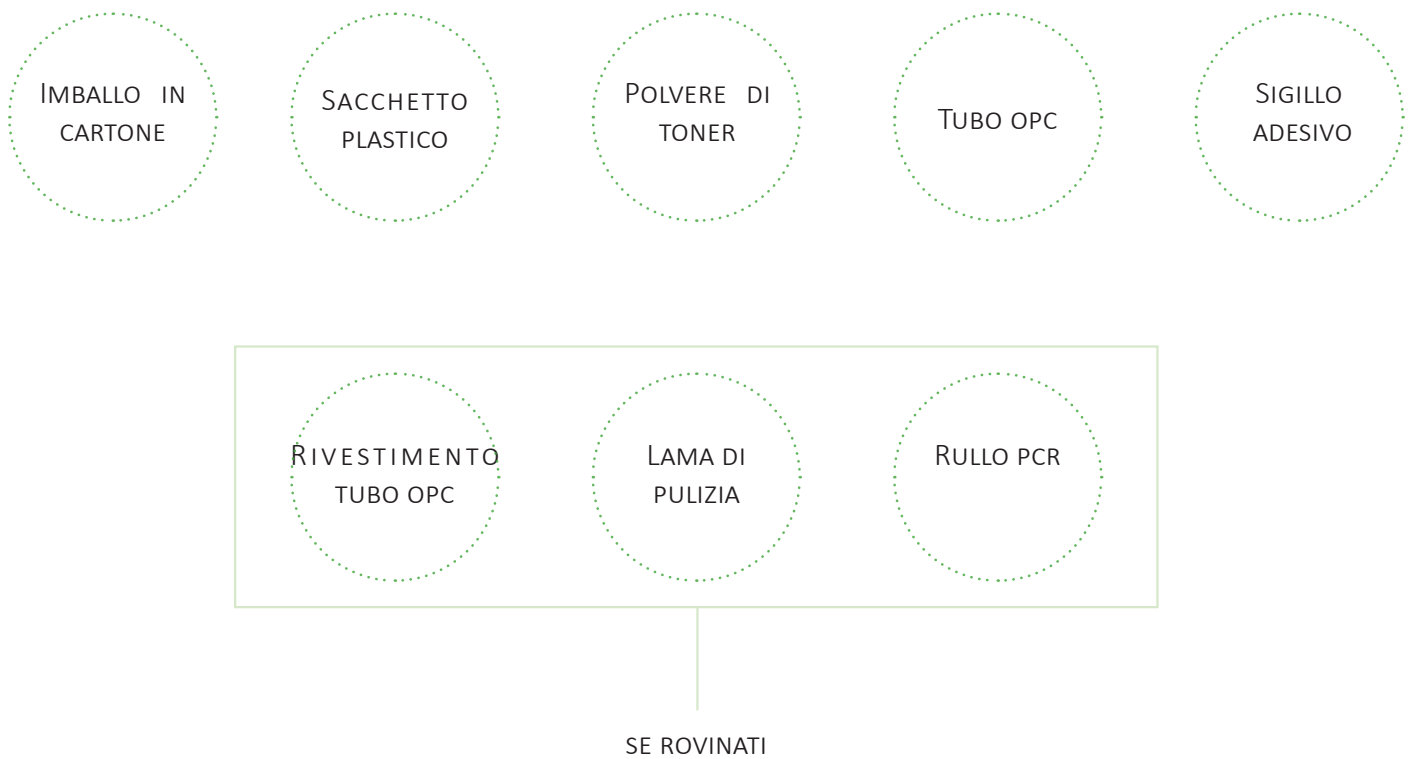 Imballo in
cartone
Sacchetto
plastico
Polvere di
toner
Tubo opc
Sigillo
adesivo
Rivestimento
tubo opc
Lama di
pulizia
Rullo pcr
se rovinati